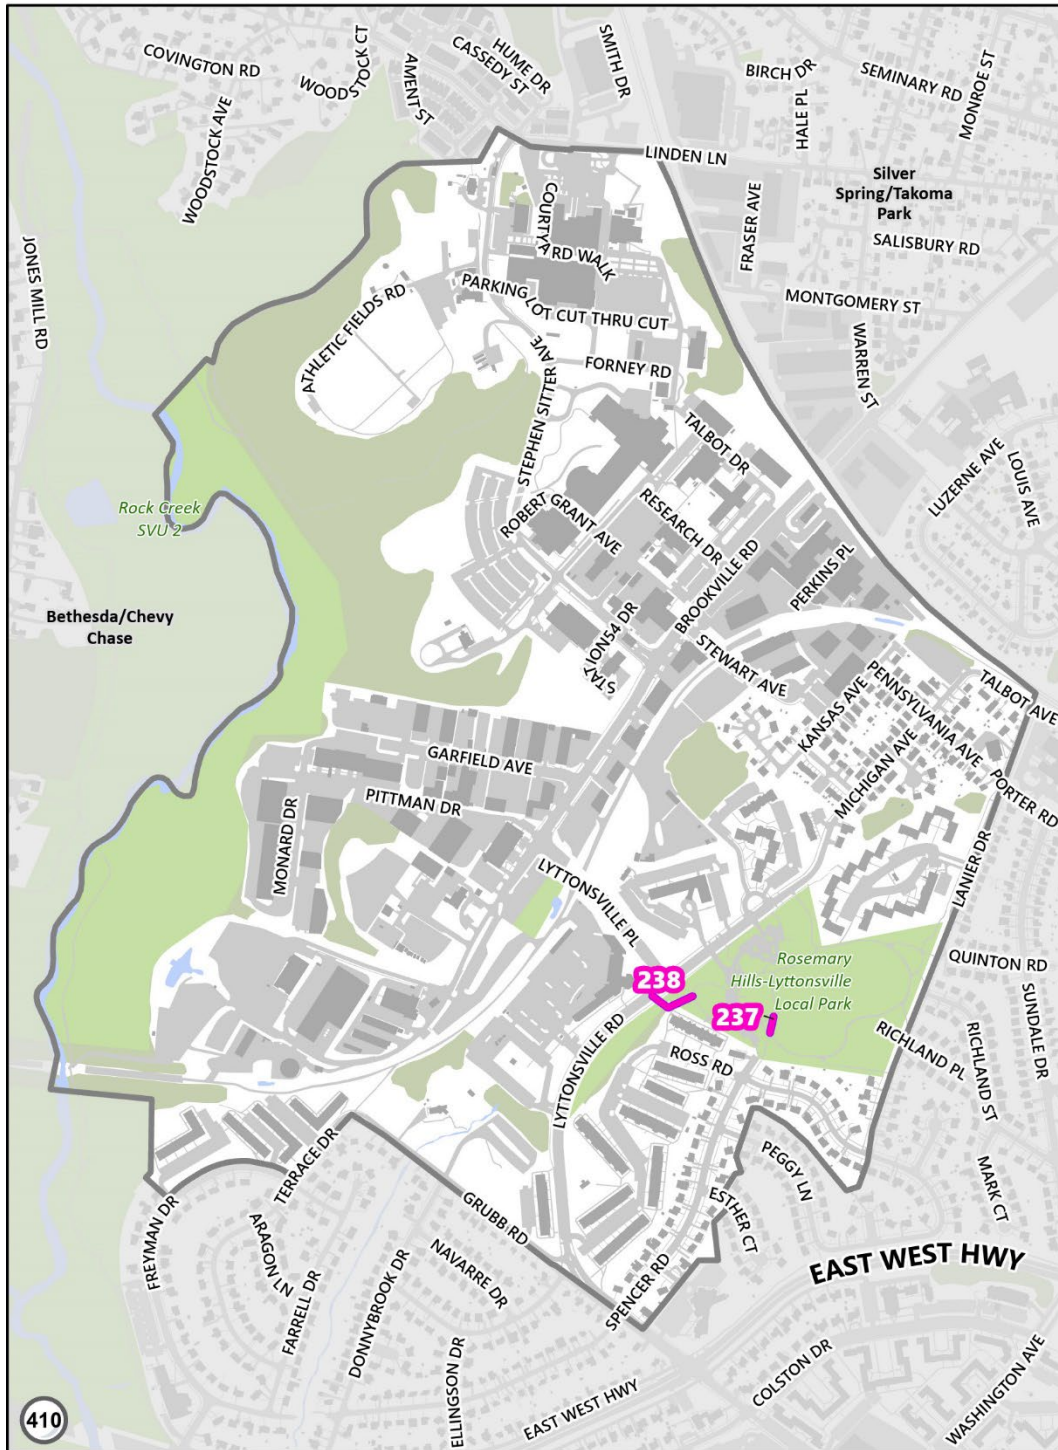 COVINGTON RD
WOODSTOCK CT
WOODSTOCK AVE
AMENT ST
HUME DR
CASSEDY ST
SMITH DR
BIRCH DR
HALE PL
SEMINARY RD
MONROE ST
LINDEN LN
Silver
Spring/Takoma
Park
FRASER AVE
SALISBURY RD
MONTGOMERY ST
WARREN ST
JONES MILL RD
COURTYARD WALK
ATHLETIC FIELDS RD
PARKING LOT CUT THRU CUT
FORNEY RD
STEPHEN SITTER AVE
TALBOT DR
LUZERNE AVE
LOUIS AVE
ROBERT GRANT AVE
RESEARCH DR
BROOKVILLE RD
PERKINS PL
Rock Creek
SVU 2
Bethesda/Chevy
Chase
STATION54 DR
STEWART AVE
KANSAS AVE
PENNSYLVANIA AVE
TALBOT AVE
MICHIGAN AVE
PORTER RD
GARFIELD AVE
PITTMAN DR
MONARD DR
LYTTONSVILLE PL
LANIER DR
QUINTON RD
SUNDALE DR
Rosemary
Hills-Lyttonsville
Local Park
238
237
LYTTONSVILLE RD
ROSS RD
RICHLAND PL
RICHLAND ST
MARK CT
PEGGY LN
ESTHER CT
TERRACE DR
FREYMAN DR
ARAGON LN
FARRELL DR
DONNYBROOK DR
GRUBB RD
NAVARRE DR
ELLINGSON DR
SPENCER RD
EAST WEST HWY
EAST WEST HWY
COLSTON DR
WASHINGTON AVE
410